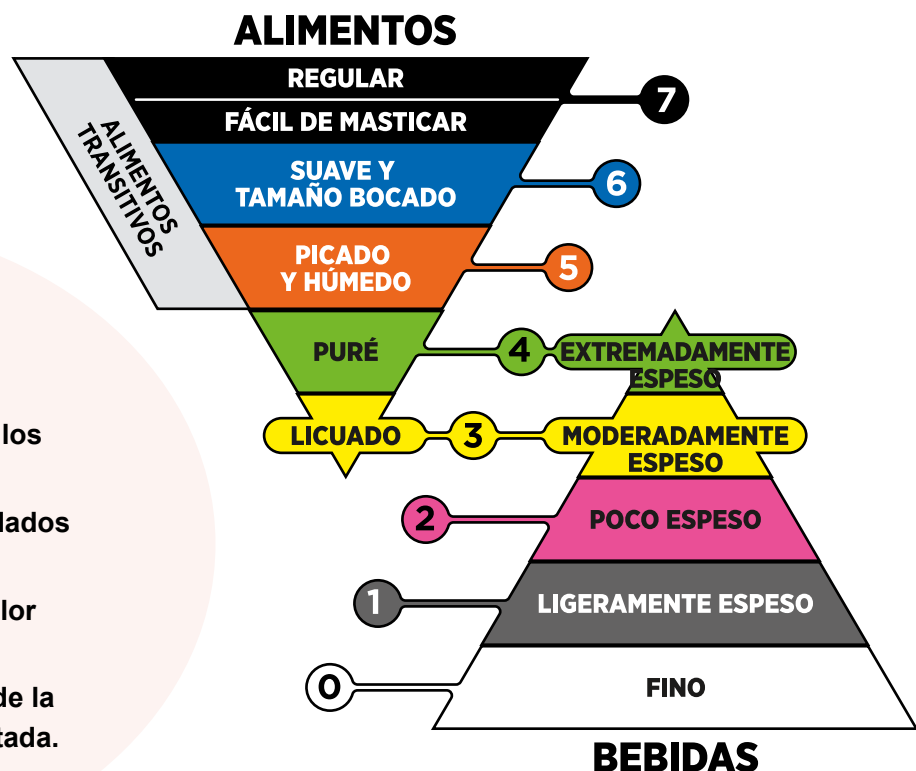 ALIMENTOS
REGULAR
7
FÁCIL DE MASTICAR
ALIMENTOS
TRANSITIVOS
SUAVE Y
TAMAÑO BOCADO
6
PICADO
Y HÚMEDO
5
PURÉ
4
EXTREMADAMENTE
ESPESO
LICUADO
3
MODERADAMENTE
ESPESO
2
POCO ESPESO
1
LIGERAMENTE ESPESO
0
FINO
BEBIDAS
los
lados
lor
de la
tada.